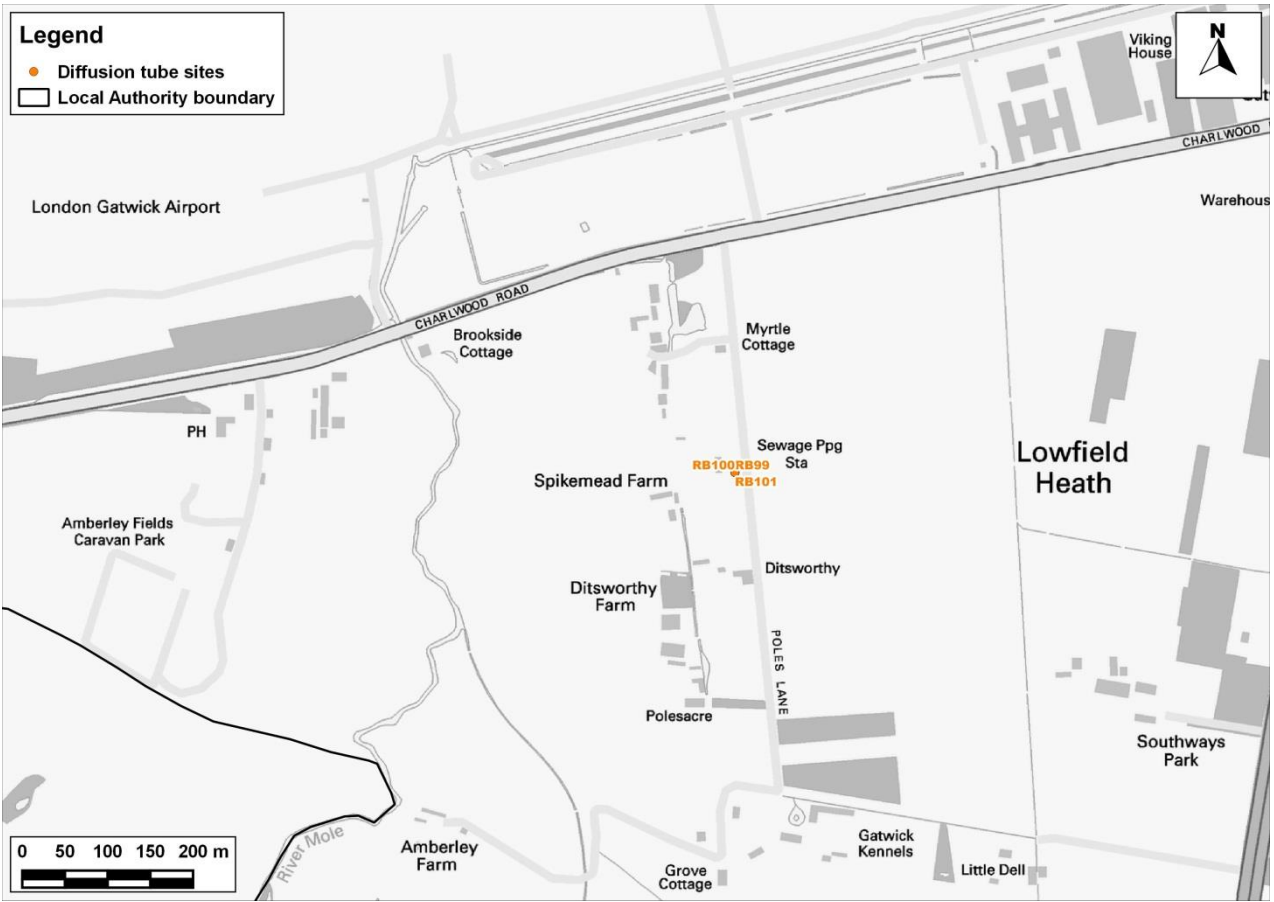 Legend
Diffusion tube sites
Local Authority boundary
N
Viking
House
CHARLWOOD
London Gatwick Airport
CHARLWOOD ROAD
Brookside
Cottage
Myrtle
Cottage
PH
Sewage Ppg
Sta
RB100RB99
RB101
Spikemead Farm
Lowfield
Heath
Amberley Fields
Caravan Park
Ditsworthy
Farm
Ditsworthy
POLES LANE
Polesacre
Southways
Park
River Mole
Amberley
Farm
Grove
Cottage
Gatwick
Kennels
Little Dell
0 50 100 150 200 m